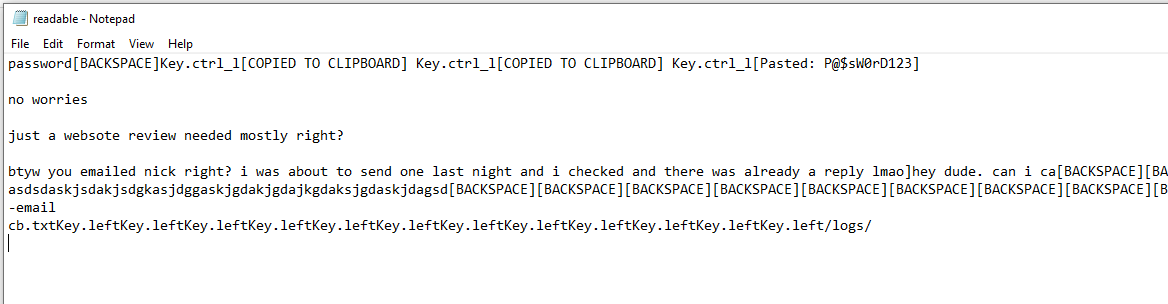 readable - Notepad
File Edit Format View Help
password[BACKSPACE]Key.ctrl_l[COPIED TO CLIPBOARD] Key.ctrl_l[COPIED TO CLIPBOARD] Key.ctrl_l[Pasted: P@$sW0rD123]
no worries
just a websote review needed mostly right?
btyw you emailed nick right? i was about to send one last night and i checked and there was already a reply lmao]hey dude. can i ca[BACKSPACE][BA
asdsdaskjsdakjsdgkasjdggaskjgdakjgdajkgdaksjgdaskjdagsd[BACKSPACE][BACKSPACE][BACKSPACE][BACKSPACE][BACKSPACE][BACKSPACE][BACKSPACE][BACKSPACE][B
-email
cb.txtKey.leftKey.leftKey.leftKey.leftKey.leftKey.leftKey.leftKey.leftKey.leftKey.leftKey.leftKey.left/logs/